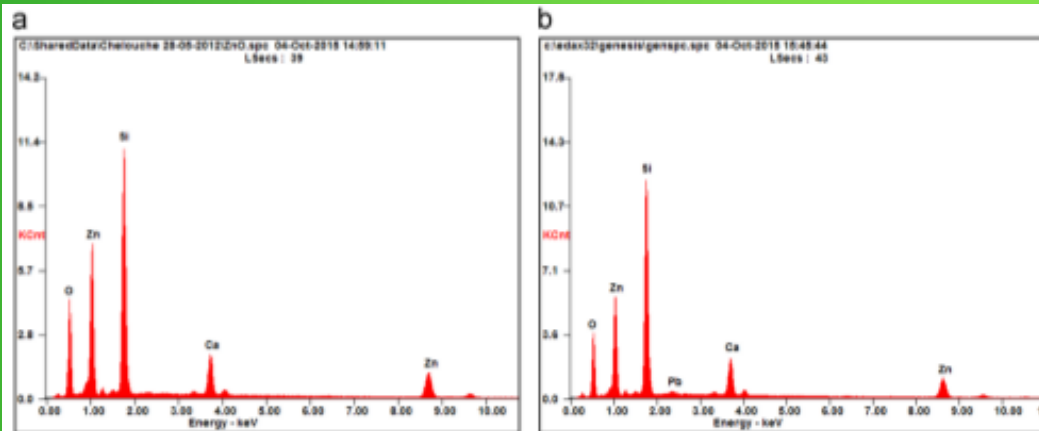 a
C:\SharedData\Chelouche 28-05-2012\ZnO.spc 04-Oct-2015 14:59:11
LSecs : 39
14.2
11.4
8.5
KCnt
5.7
2.8
0.0
O
Zn
Si
Ca
Zn
0.00 1.00 2.00 3.00 4.00 5.00 6.00 7.00 8.00 9.00 10.00
Energy - keV
b
c:\edax32\genesis\genspc.spc 04-Oct-2015 15:45:44
LSecs : 43
17.8
14.3
10.7
KCnt
7.1
3.6
0.0
O
Zn
Si
Pb
Ca
Zn
0.00 1.00 2.00 3.00 4.00 5.00 6.00 7.00 8.00 9.00 10.00
Energy - keV